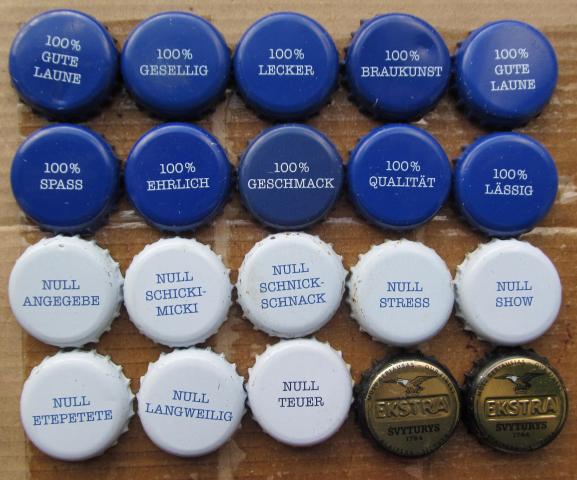 100%
GUTE
LAUNE
100%
GESELLIG
100%
LECKER
100%
BRAUKUNST
100%
GUTE
LAUNE
100%
SPASS
100%
EHRLICH
100%
GESCHMACK
100%
QUALITÄT
100%
LÄSSIG
NULL
ANGEGEBE
NULL
SCHICKI-
MICKI
NULL
SCHNICK-
SCHNACK
NULL
STRESS
NULL
SHOW
NULL
ETEPETETE
NULL
LANGWEILIG
NULL
TEUER
EKSTRA
ŠVYTURYS
1784
EKSTRA
ŠVYTURYS
1784